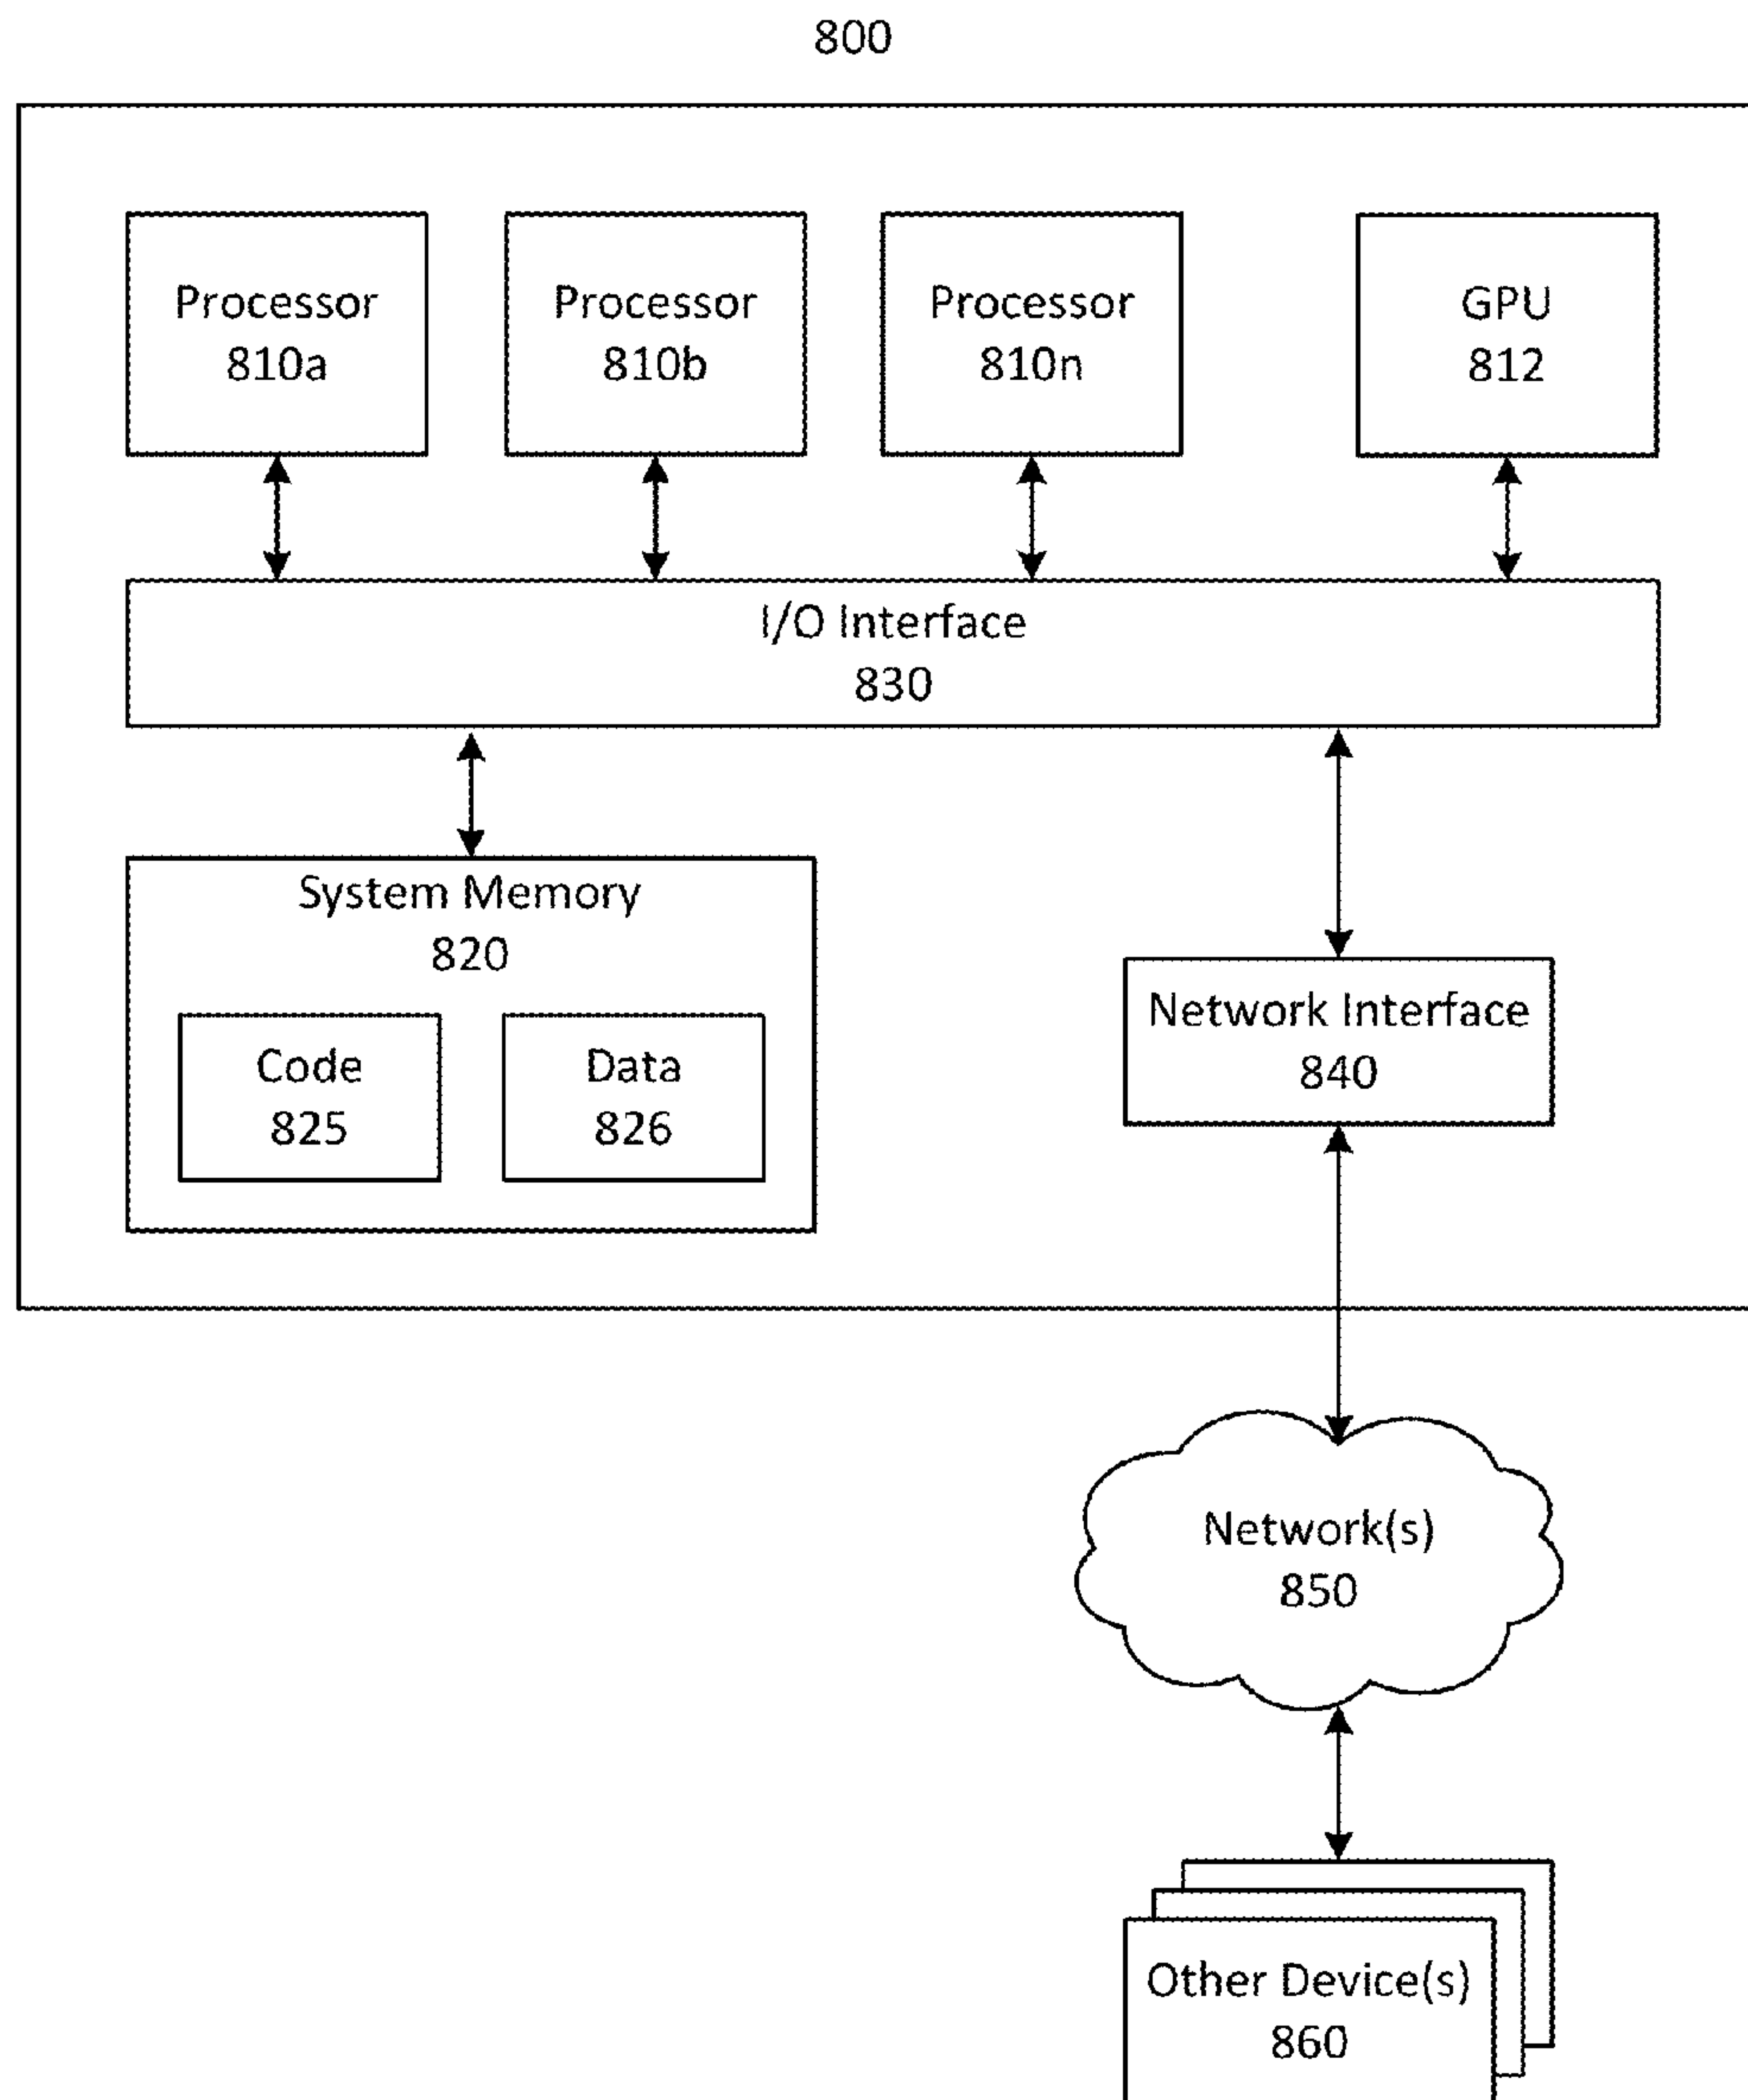 800
Processor
810a
Processor
810b
Processor
810n
GPU
812
I/O Interface
830
System Memory
820
Code
825
Data
826
Network Interface
840
Network(s)
850
Other Device(s)
860